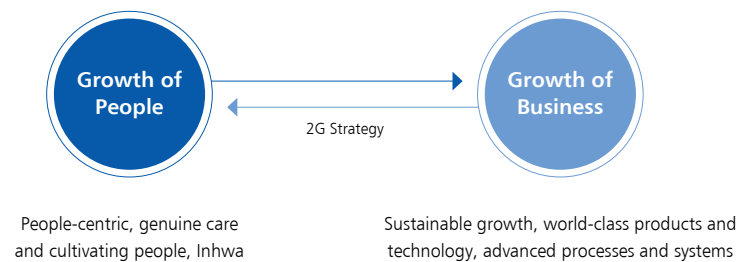 Growth of
People
Growth of
Business
2G Strategy
People-centric, genuine care
and cultivating people, Inhwa
Sustainable growth, world-class products and
technology, advanced processes and systems